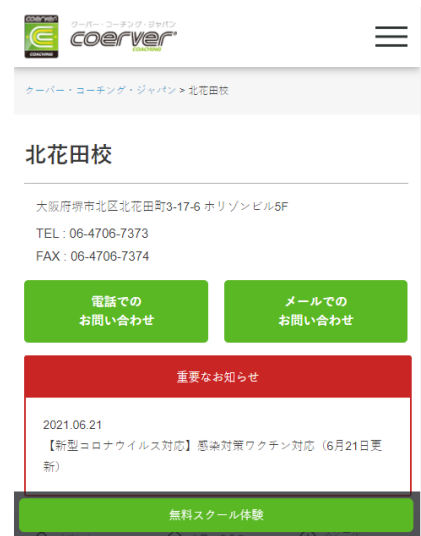 coerver
COACHING
クーバー・コーチング・ジャパン
coerver
COACHING
クーバー・コーチング・ジャパン > 北花田校
北花田校
大阪府堺市北区北花田町3-17-6 ホリゾンビル5F
TEL : 06-4706-7373
FAX : 06-4706-7374
電話での
お問い合わせ
メールでの
お問い合わせ
重要なお知らせ
2021.06.21
【新型コロナウイルス対応】感染対策ワクチン対応（6月21日更
新）
無料スクール体験